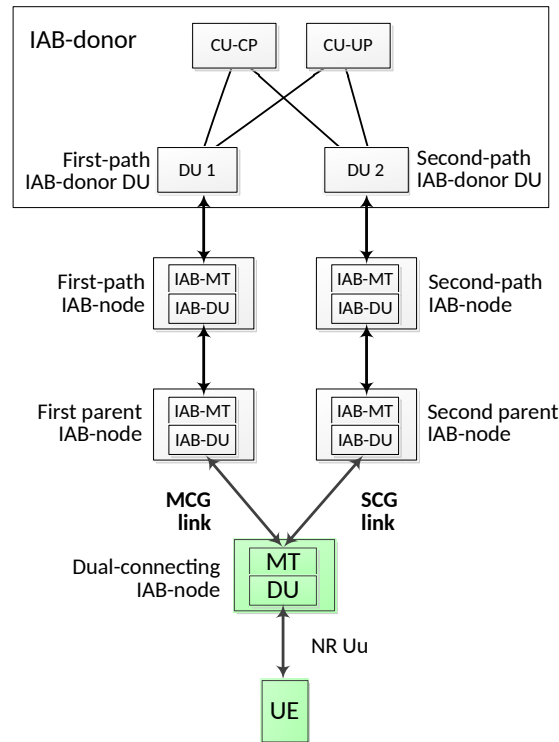 IAB-donor
CU-CP
CU-UP
First-path
IAB-donor DU
DU 1
DU 2
Second-path
IAB-donor DU
First-path
IAB-node
IAB-MT
IAB-DU
IAB-MT
IAB-DU
Second-path
IAB-node
First parent
IAB-node
IAB-MT
IAB-DU
IAB-MT
IAB-DU
Second parent
IAB-node
MCG
link
SCG
link
Dual-connecting
IAB-node
MT
DU
NR Uu
UE